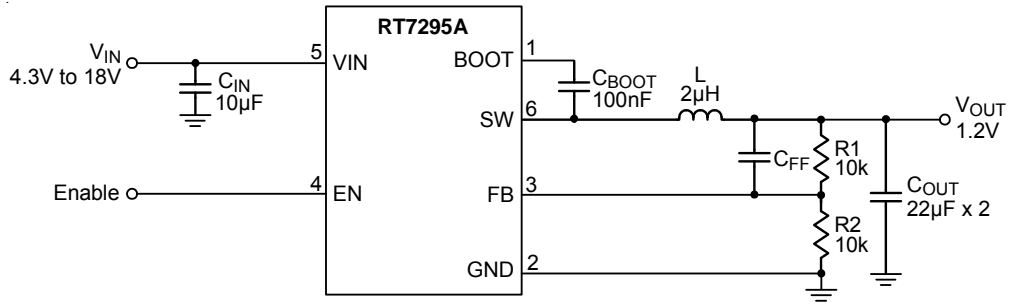 RT7295A
V_IN
4.3V to 18V
5
VIN
C_IN
10µF
BOOT
1
C_BOOT
100nF
L
2µH
SW
6
V_OUT
1.2V
C_FF
R1
10k
Enable
4
EN
FB
3
C_OUT
22µF x 2
R2
10k
GND
2